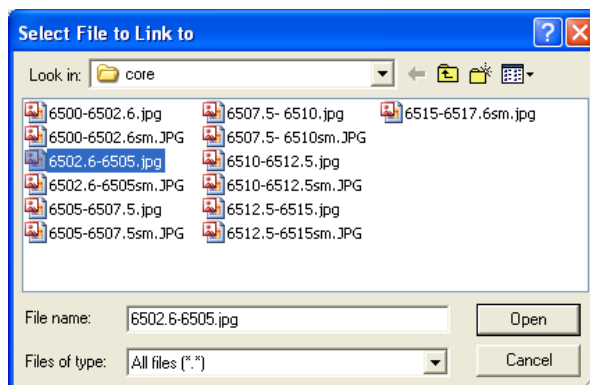 Select File to Link to
Look in: core
6500-6502.6.jpg
6500-6502.6sm.JPG
6502.6-6505.jpg
6502.6-6505sm.JPG
6505-6507.5.jpg
6505-6507.5sm.JPG
6507.5- 6510.jpg
6507.5- 6510sm.JPG
6510-6512.5.jpg
6510-6512.5sm.JPG
6512.5-6515.jpg
6512.5-6515sm.JPG
6515-6517.6sm.jpg
File name: 6502.6-6505.jpg
Open
Files of type: All files (*.*)
Cancel